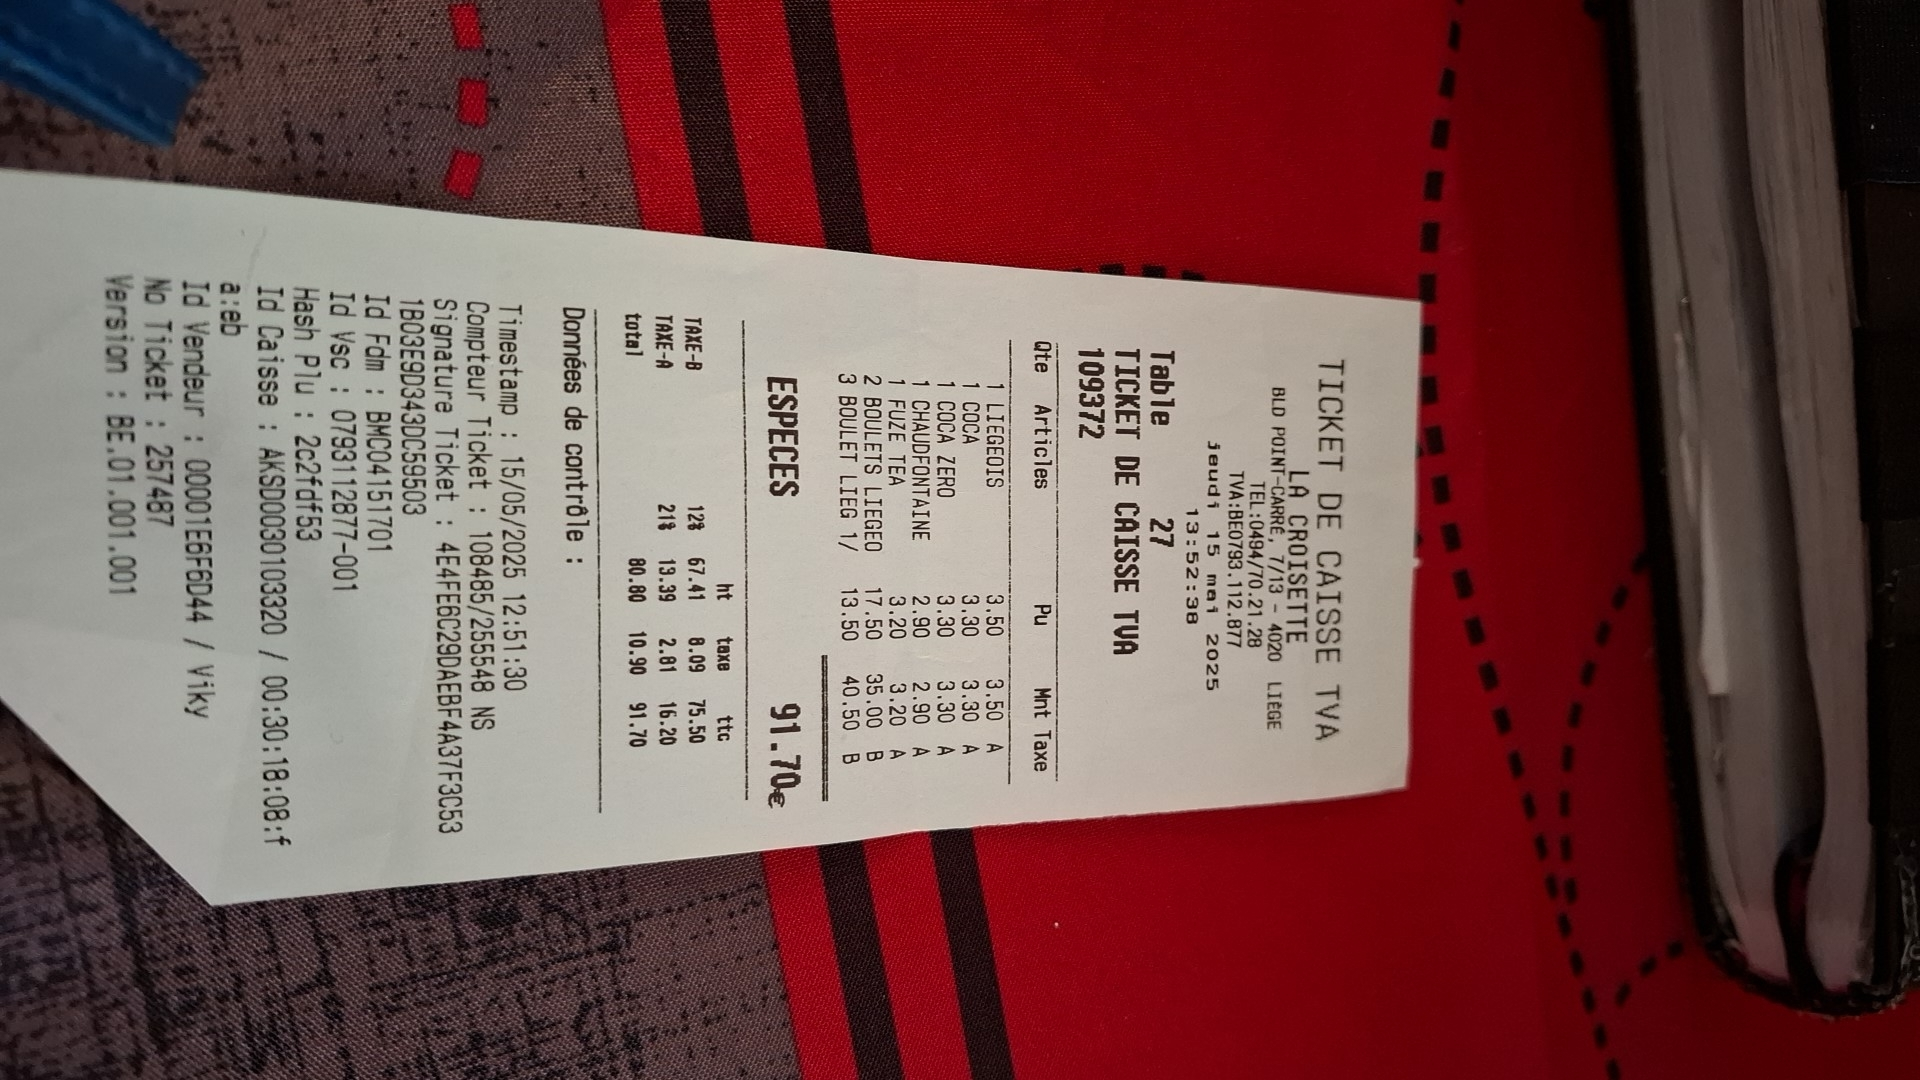 TICKET DE CAISSE TVA
LA CROISETTE
BLD POINT-CARRÉ, 7/13 - 4020 LIÈGE
TEL:0494/70.21.28
TVA:BE0793.112.877
jeudi 15 mai 2025
13:52:38
Table 27
TICKET DE CAISSE TVA
109372
Qte Articles Pu Mnt Taxe
1 LIEGEOIS 3.50 3.50 A
1 COCA 3.30 3.30 A
1 COCA ZERO 3.30 3.30 A
1 CHAUDFONTAINE 2.90 2.90 A
1 FUZE TEA 3.20 3.20 A
2 BOULETS LIEGEO 17.50 35.00 B
3 BOULET LIEG 1/ 13.50 40.50 B
ESPECES 91.70€
ht taxe ttc
TAXE-B 12% 67.41 8.09 75.50
TAXE-A 21% 13.39 2.81 16.20
total 80.80 10.90 91.70
Données de contrôle :
Timestamp : 15/05/2025 12:51:30
Compteur Ticket : 108485/255548 NS
Signature Ticket : 4E4FE6C29DAEBF4A37F3C53
1B03E9D343DC59503
Id Fdm : BMC04151701
Id Vsc : 0793112877-001
Hash Plu : 2c2fdf53
Id Caisse : AKSD0030103320 / 00:30:18:08:f
a:eb
Id Vendeur : 00001E6F6D44 / Viky
No Ticket : 257487
Version : BE.01.001.001